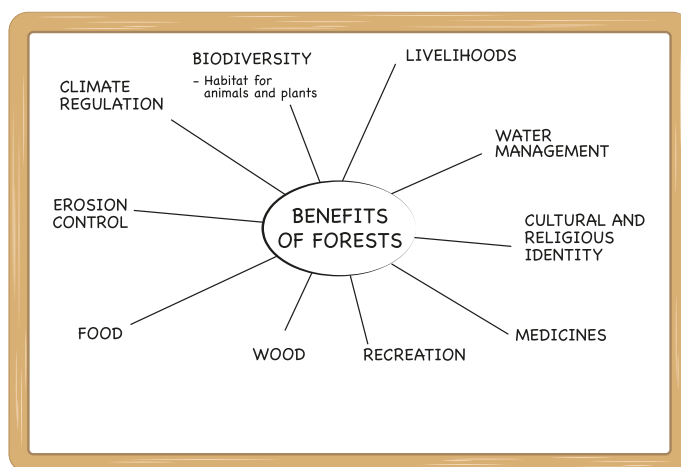 BENEFITS
OF FORESTS
BIODIVERSITY
– Habitat for
animals and plants
LIVELIHOODS
WATER
MANAGEMENT
CULTURAL AND
RELIGIOUS
IDENTITY
MEDICINES
RECREATION
WOOD
FOOD
EROSION
CONTROL
CLIMATE
REGULATION